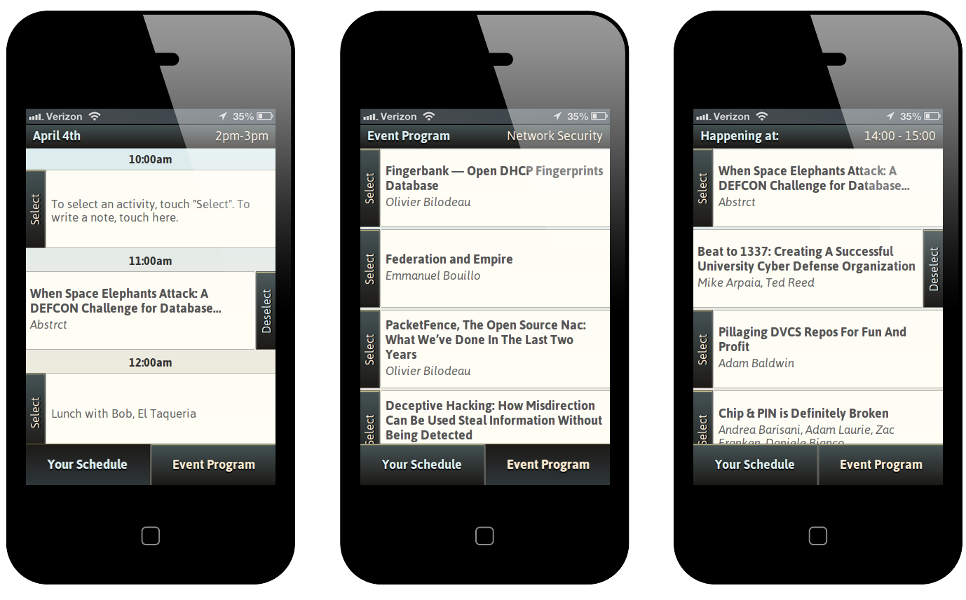 Verizon 35%
April 4th 2pm-3pm
10:00am
Select
To select an activity, touch "Select". To
write a note, touch here.
11:00am
When Space Elephants Attack: A
DEFCON Challenge for Database...
Abstrct
Deselect
12:00am
Select
Lunch with Bob, El Taqueria
Your Schedule Event Program
Verizon 35%
Event Program Network Security
Select
Fingerbank — Open DHCP Fingerprints
Database
Olivier Bilodeau
Select
Federation and Empire
Emmanuel Bouillo
Select
PacketFence, The Open Source Nac:
What We've Done In The Last Two
Years
Olivier Bilodeau
Select
Deceptive Hacking: How Misdirection
Can Be Used Steal Information Without
Being Detected
Your Schedule Event Program
Verizon 35%
Happening at: 14:00 - 15:00
Select
When Space Elephants Attack: A
DEFCON Challenge for Database...
Abstrct
Beat to 1337: Creating A Successful
University Cyber Defense Organization
Mike Arpaia, Ted Reed
Deselect
Select
Pillaging DVCS Repos For Fun And
Profit
Adam Baldwin
Select
Chip & PIN is Definitely Broken
Andrea Barisani, Adam Laurie, Zac
Franken, Daniele Bianco
Your Schedule Event Program